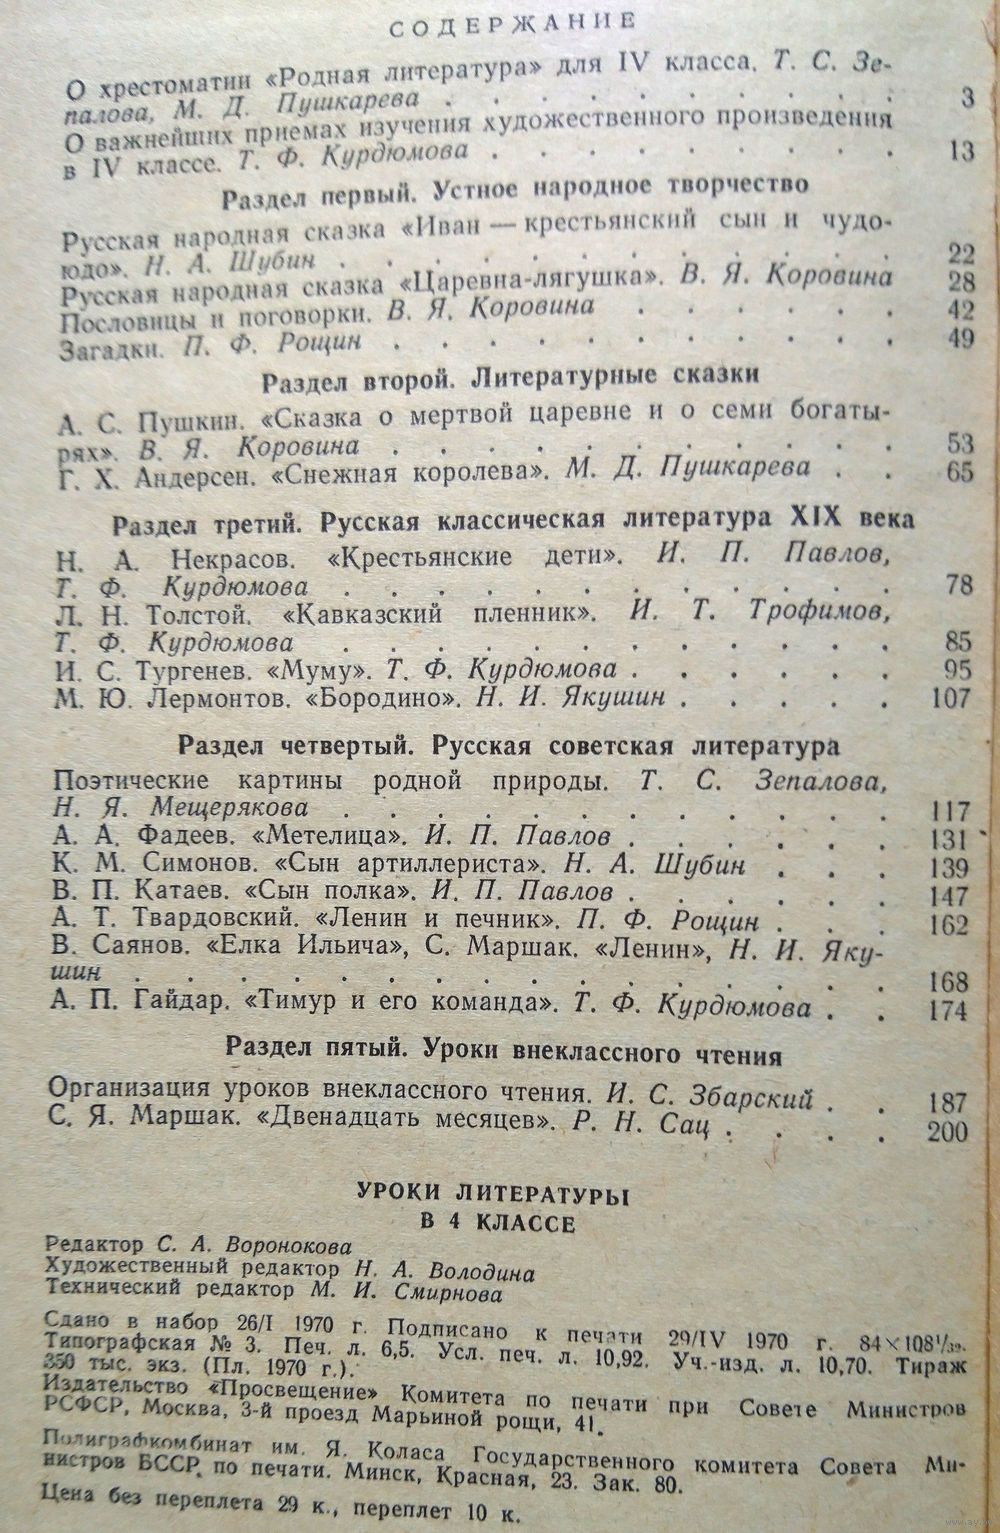 СОДЕРЖАНИЕ
О хрестоматии «Родная литература» для IV класса. Т. С. Зе-
палова, М. Д. Пушкарева . . . . . . . . . . 3
О важнейших приемах изучения художественного произведения
в IV классе. Т. Ф. Курдюмова . . . . . . . . . 13
Раздел первый. Устное народное творчество
Русская народная сказка «Иван — крестьянский сын и чудо-
юдо». Н. А. Шубин . . . . . . . . . . . . 22
Русская народная сказка «Царевна-лягушка». В. Я. Коровина 28
Пословицы и поговорки. В. Я. Коровина . . . . . . 42
Загадки. П. Ф. Рощин . . . . . . . . . . . 49
Раздел второй. Литературные сказки
А. С. Пушкин. «Сказка о мертвой царевне и о семи богаты-
рях». В. Я. Коровина . . . . . . . . . . . 53
Г. Х. Андерсен. «Снежная королева». М. Д. Пушкарева . . 65
Раздел третий. Русская классическая литература XIX века
Н. А. Некрасов. «Крестьянские дети». И. П. Павлов,
Т. Ф. Курдюмова . . . . . . . . . . . . 78
Л. Н. Толстой. «Кавказский пленник». И. Т. Трофимов,
Т. Ф. Курдюмова . . . . . . . . . . . . 85
И. С. Тургенев. «Муму». Т. Ф. Курдюмова . . . . . . 95
М. Ю. Лермонтов. «Бородино». Н. И. Якушин . . . . . 107
Раздел четвертый. Русская советская литература
Поэтические картины родной природы. Т. С. Зепалова,
Н. Я. Мещерякова . . . . . . . . . . . . 117
А. А. Фадеев. «Метелица». И. П. Павлов . . . . . . 131
К. М. Симонов. «Сын артиллериста». Н. А. Шубин . . . 139
В. П. Катаев. «Сын полка». И. П. Павлов . . . . . . 147
А. Т. Твардовский. «Ленин и печник». П. Ф. Рощин . . . 162
В. Саянов. «Елка Ильича», С. Маршак. «Ленин», Н. И. Яку-
шин . . . . . . . . . . . . . . . . 168
А. П. Гайдар. «Тимур и его команда». Т. Ф. Курдюмова . . 174
Раздел пятый. Уроки внеклассного чтения
Организация уроков внеклассного чтения. И. С. Збарский . . 187
С. Я. Маршак. «Двенадцать месяцев». Р. Н. Сац . . . . 200
УРОКИ ЛИТЕРАТУРЫ
В 4 КЛАССЕ
Редактор С. А. Воронокова
Художественный редактор Н. А. Володина
Технический редактор М. И. Смирнова
Сдано в набор 26/I 1970 г. Подписано к печати 29/IV 1970 г. 84×108¹/₃₂.
Типографская № 3. Печ. л. 6,5. Усл. печ. л. 10,92. Уч.-изд. л. 10,70. Тираж
350 тыс. экз. (Пл. 1970 г.).
Издательство «Просвещение» Комитета по печати при Совете Министров
РСФСР, Москва, 3-й проезд Марьиной рощи, 41.
Полиграфкомбинат им. Я. Коласа Государственного комитета Совета Ми-
нистров БССР по печати. Минск, Красная, 23. Зак. 80.
Цена без переплета 29 к., переплет 10 к.